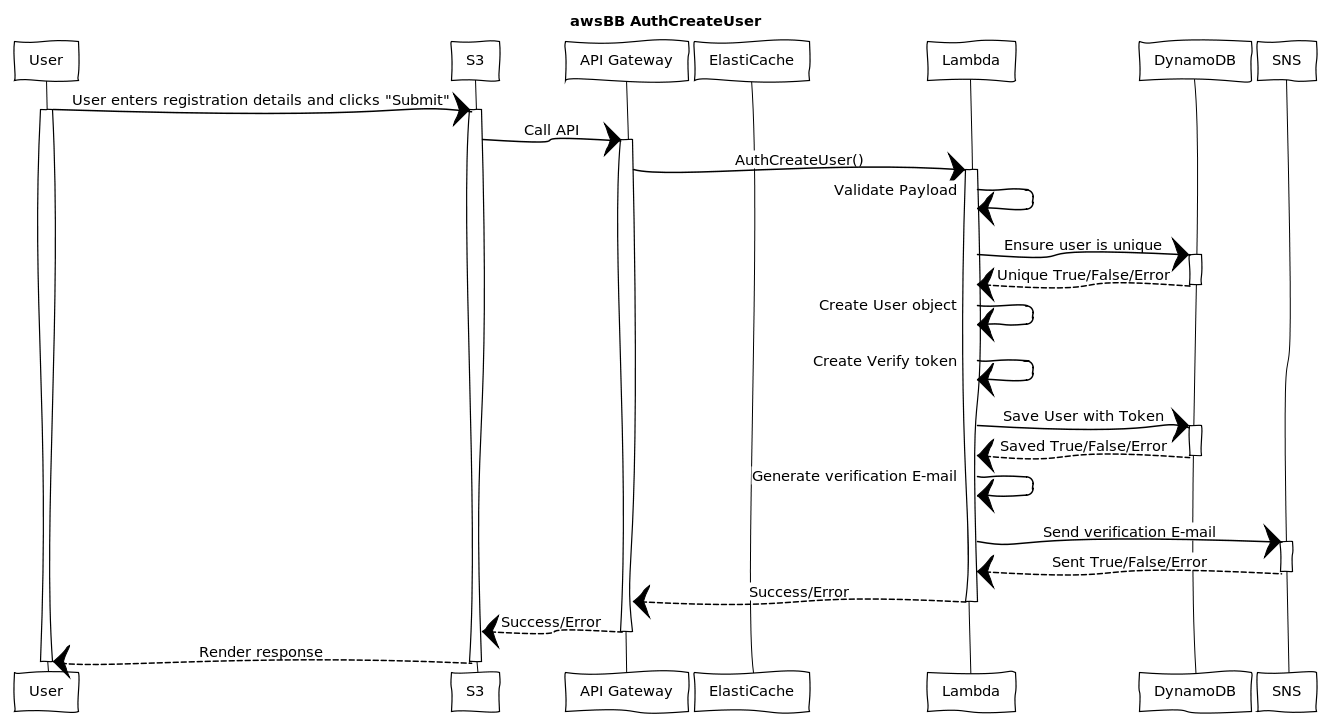 awsBB AuthCreateUser
User
S3
API Gateway
ElastiCache
Lambda
DynamoDB
SNS
User enters registration details and clicks "Submit"
Call API
AuthCreateUser()
Validate Payload
Ensure user is unique
Unique True/False/Error
Create User object
Create Verify token
Save User with Token
Saved True/False/Error
Generate verification E-mail
Send verification E-mail
Sent True/False/Error
Success/Error
Success/Error
Render response
User
S3
API Gateway
ElastiCache
Lambda
DynamoDB
SNS